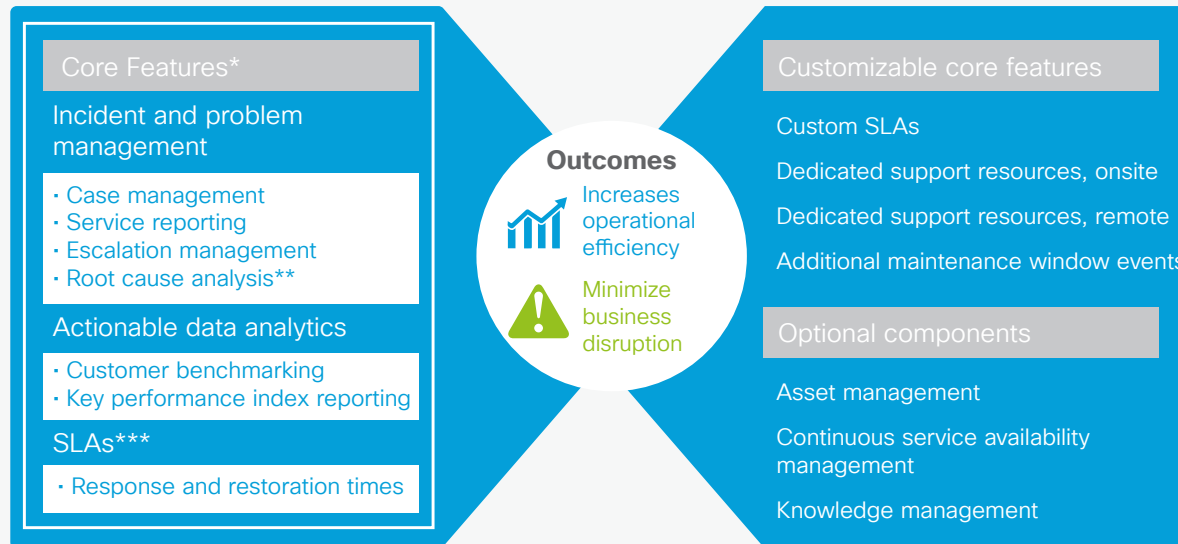 Core Features*
Incident and problem
management
· Case management
· Service reporting
· Escalation management
· Root cause analysis**
Actionable data analytics
· Customer benchmarking
· Key performance index reporting
SLAs***
· Response and restoration times
Outcomes
Increases
operational
efficiency
Minimize
business
disruption
Customizable core features
Custom SLAs
Dedicated support resources, onsite
Dedicated support resources, remote
Additional maintenance window events
Optional components
Asset management
Continuous service availability
management
Knowledge management